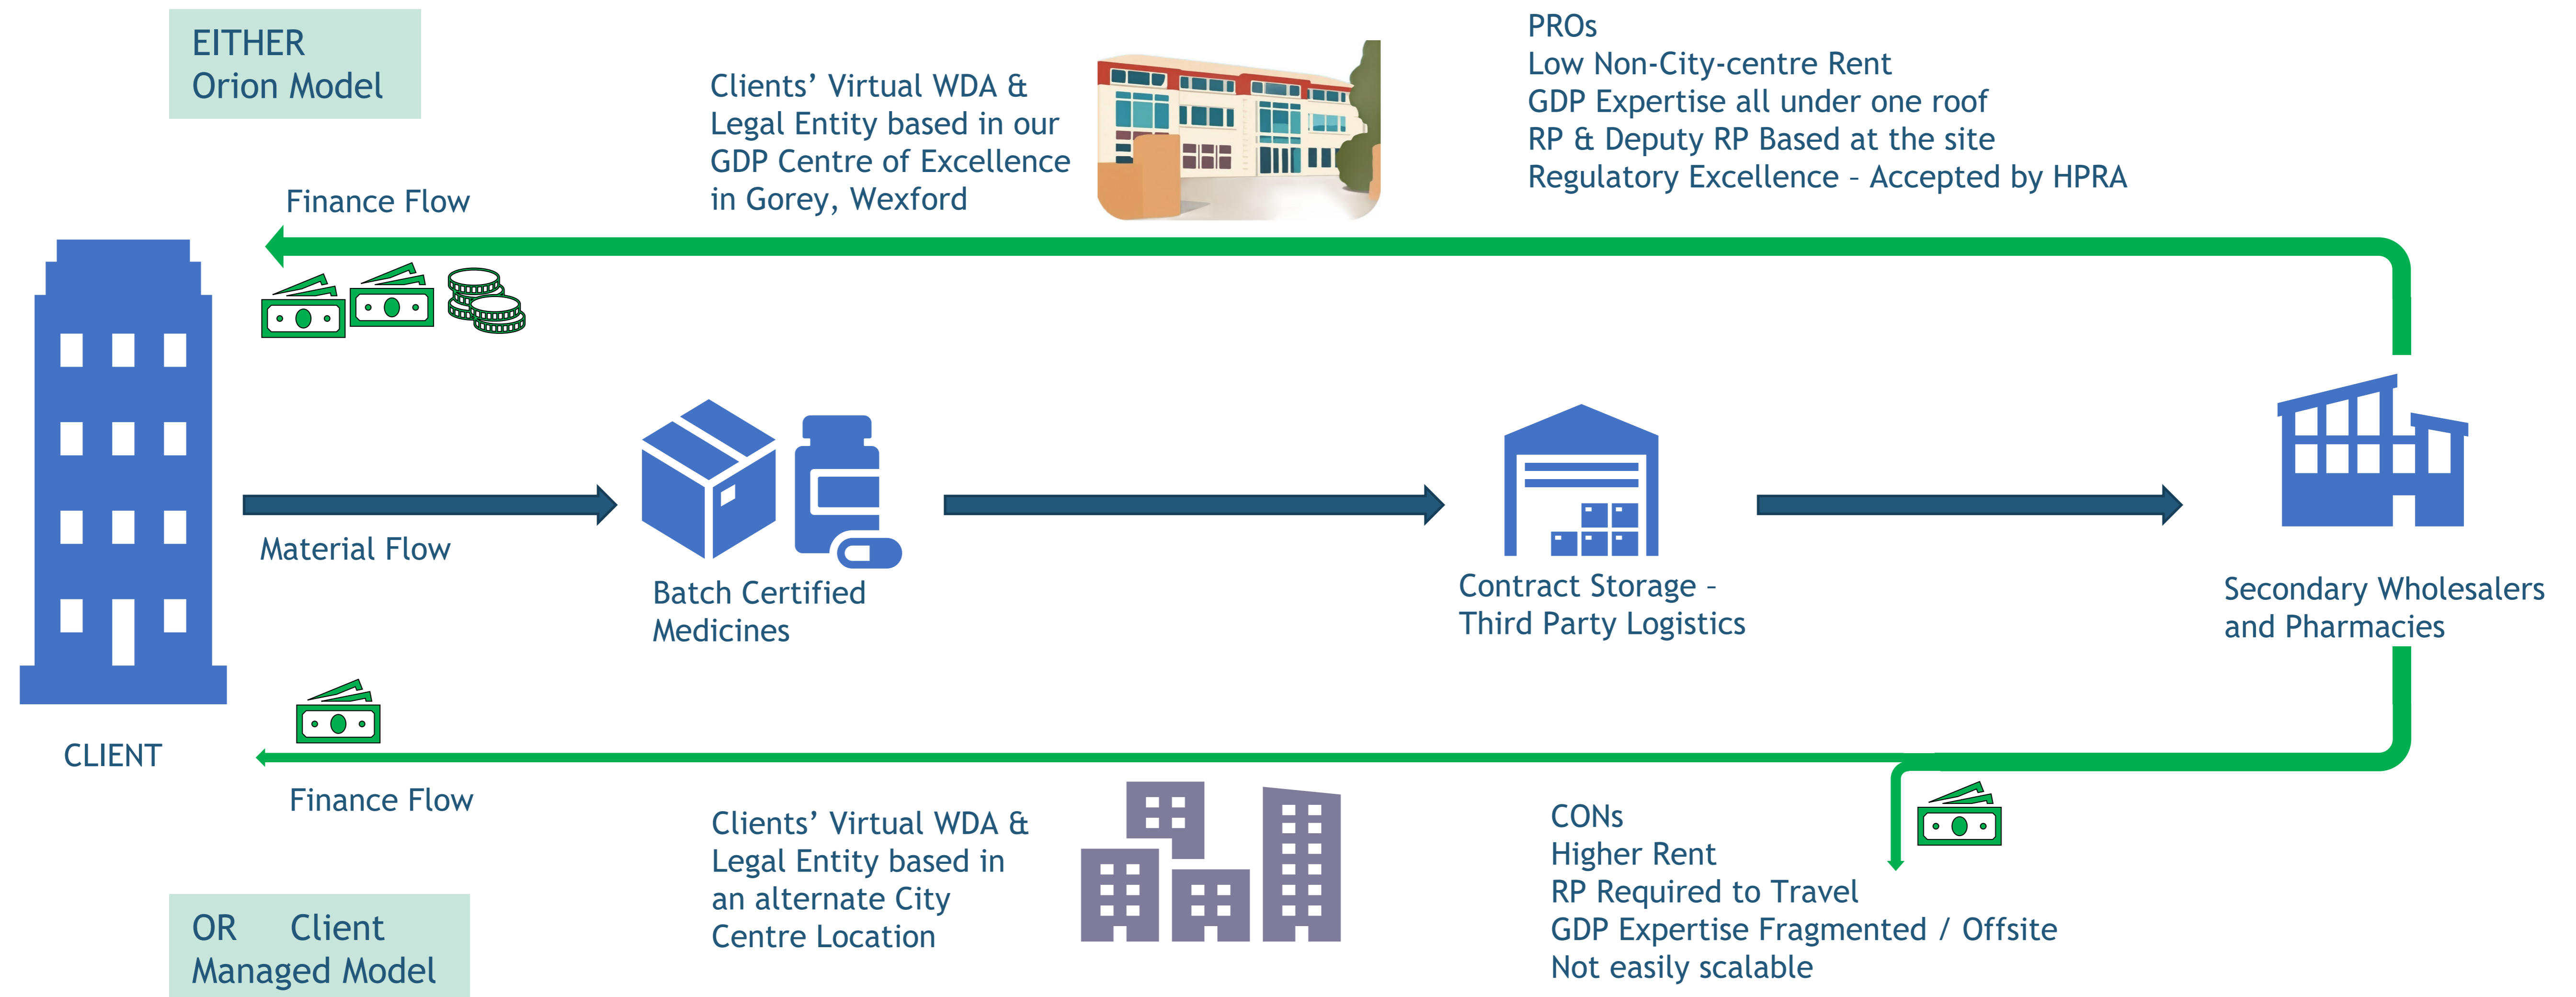 EITHER
Orion Model
Clients’ Virtual WDA &
Legal Entity based in our
GDP Centre of Excellence
in Gorey, Wexford
PROs
Low Non-City-centre Rent
GDP Expertise all under one roof
RP & Deputy RP Based at the site
Regulatory Excellence – Accepted by HPRA
Finance Flow
Material Flow
Batch Certified
Medicines
Contract Storage –
Third Party Logistics
Secondary Wholesalers
and Pharmacies
CLIENT
Finance Flow
Clients’ Virtual WDA &
Legal Entity based in
an alternate City
Centre Location
CONs
Higher Rent
RP Required to Travel
GDP Expertise Fragmented / Offsite
Not easily scalable
OR Client
Managed Model